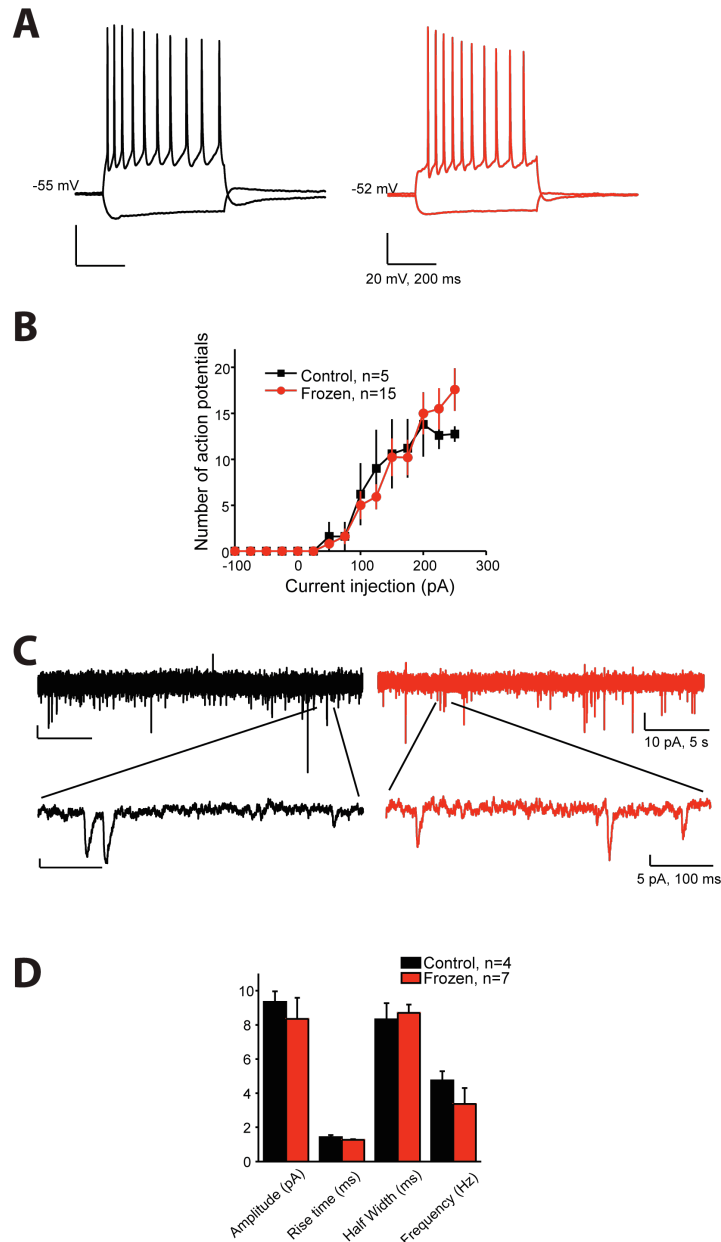 A
-55 mV
-52 mV
20 mV, 200 ms
B
Number of action potentials
20
15
10
5
0
Control, n=5
Frozen, n=15
-100
0
100
200
300
Current injection (pA)
C
10 pA, 5 s
5 pA, 100 ms
D
Control, n=4
Frozen, n=7
10
8
6
4
2
0
Amplitude (pA)
Rise time (ms)
Half Width (ms)
Frequency (Hz)